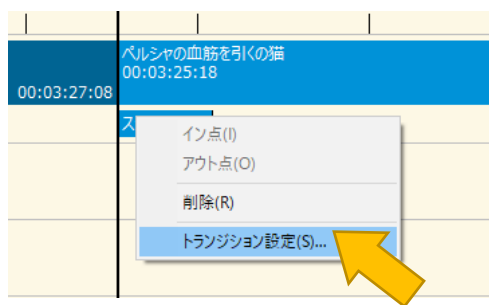 ペルシャの血筋を引くの猫
00:03:25:18
00:03:27:08
ス
イン点(I)
アウト点(O)
削除(R)
トランジション設定(S)...